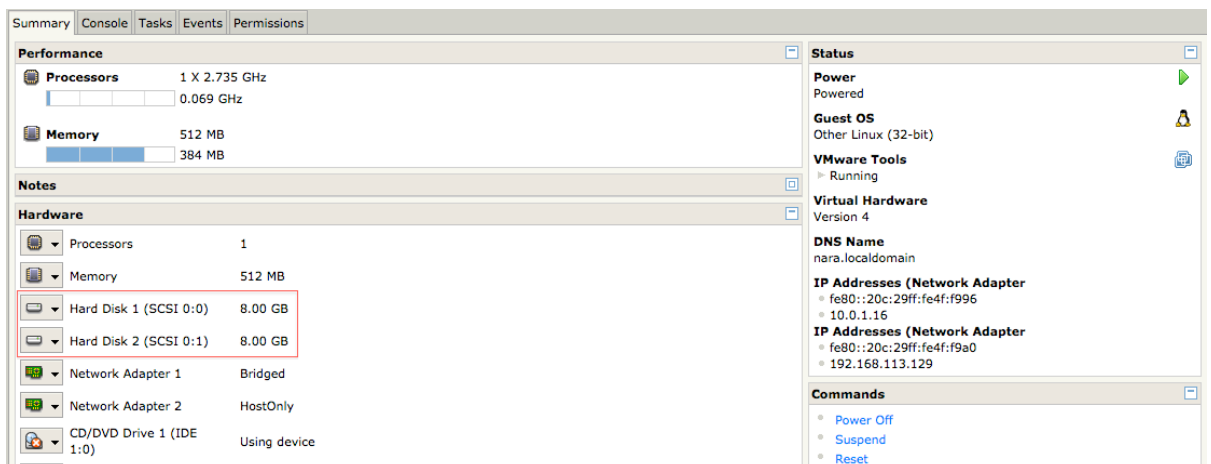 Summary Console Tasks Events Permissions
Performance
Processors 1 X 2.735 GHz
0.069 GHz
Memory 512 MB
384 MB
Notes
Hardware
Processors 1
Memory 512 MB
Hard Disk 1 (SCSI 0:0) 8.00 GB
Hard Disk 2 (SCSI 0:1) 8.00 GB
Network Adapter 1 Bridged
Network Adapter 2 HostOnly
CD/DVD Drive 1 (IDE
1:0) Using device
Status
Power
Powered
Guest OS
Other Linux (32-bit)
VMware Tools
Running
Virtual Hardware
Version 4
DNS Name
nara.localdomain
IP Addresses (Network Adapter
fe80::20c:29ff:fe4f:f996
10.0.1.16
IP Addresses (Network Adapter
fe80::20c:29ff:fe4f:f9a0
192.168.113.129
Commands
Power Off
Suspend
Reset